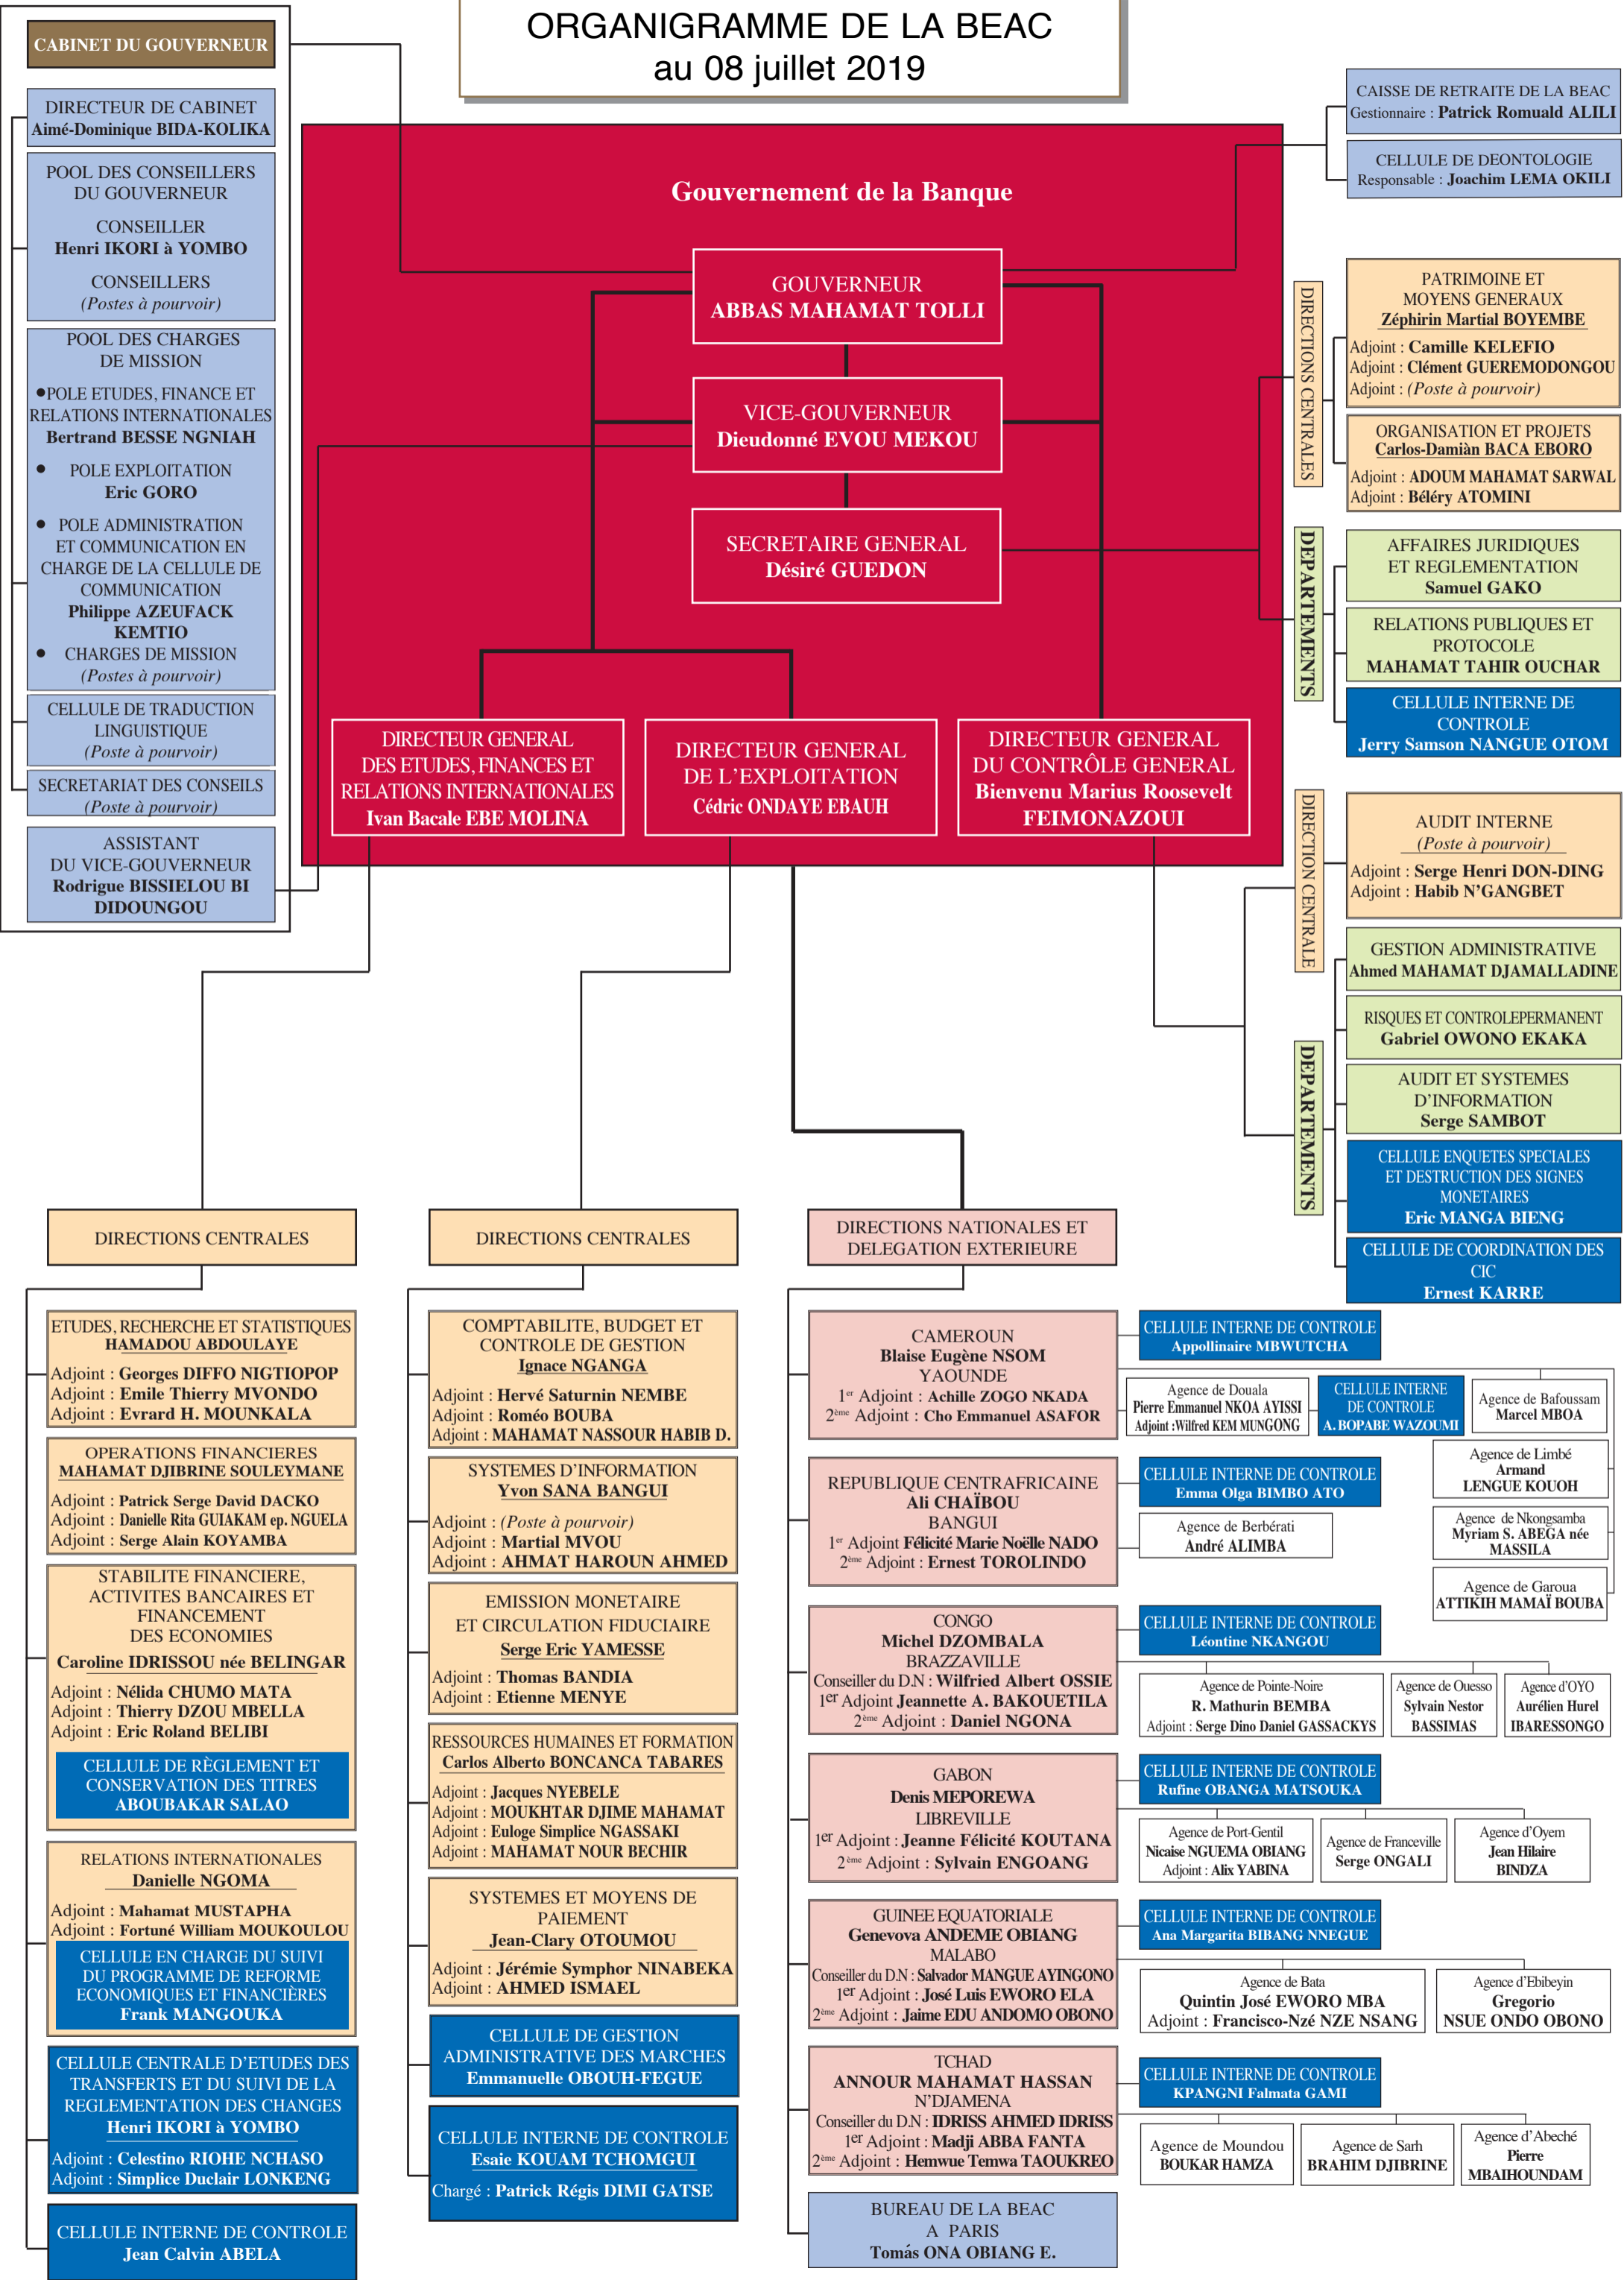 ORGANIGRAMME DE LA BEAC
au 08 juillet 2019
CABINET DU GOUVERNEUR
DIRECTEUR DE CABINET
Aimé-Dominique BIDA-KOLIKA
POOL DES CONSEILLERS
DU GOUVERNEUR
CONSEILLER
Henri IKORI à YOMBO
CONSEILLERS
(Postes à pourvoir)
POOL DES CHARGES
DE MISSION
●POLE ETUDES, FINANCE ET
RELATIONS INTERNATIONALES
Bertrand BESSE NGNIAH
● POLE EXPLOITATION
Eric GORO
● POLE ADMINISTRATION
ET COMMUNICATION EN
CHARGE DE LA CELLULE DE
COMMUNICATION
Philippe AZEUFACK
KEMTIO
● CHARGES DE MISSION
(Postes à pourvoir)
CELLULE DE TRADUCTION
LINGUISTIQUE
(Poste à pourvoir)
SECRETARIAT DES CONSEILS
(Poste à pourvoir)
ASSISTANT
DU VICE-GOUVERNEUR
Rodrigue BISSIELOU BI
DIDOUNGOU
Gouvernement de la Banque
GOUVERNEUR
ABBAS MAHAMAT TOLLI
VICE-GOUVERNEUR
Dieudonné EVOU MEKOU
SECRETAIRE GENERAL
Désiré GUEDON
DIRECTEUR GENERAL
DES ETUDES, FINANCES ET
RELATIONS INTERNATIONALES
Ivan Bacale EBE MOLINA
DIRECTEUR GENERAL
DE L'EXPLOITATION
Cédric ONDAYE EBAUH
DIRECTEUR GENERAL
DU CONTRÔLE GENERAL
Bienvenu Marius Roosevelt
FEIMONAZOUI
CAISSE DE RETRAITE DE LA BEAC
Gestionnaire : Patrick Romuald ALILI
CELLULE DE DEONTOLOGIE
Responsable : Joachim LEMA OKILI
DIRECTIONS CENTRALES
PATRIMOINE ET
MOYENS GENERAUX
Zéphirin Martial BOYEMBE
Adjoint : Camille KELEFIO
Adjoint : Clément GUEREMODONGOU
Adjoint : (Poste à pourvoir)
ORGANISATION ET PROJETS
Carlos-Damiàn BACA EBORO
Adjoint : ADOUM MAHAMAT SARWAL
Adjoint : Béléry ATOMINI
DEPARTEMENTS
AFFAIRES JURIDIQUES
ET REGLEMENTATION
Samuel GAKO
RELATIONS PUBLIQUES ET
PROTOCOLE
MAHAMAT TAHIR OUCHAR
CELLULE INTERNE DE
CONTROLE
Jerry Samson NANGUE OTOM
DIRECTION CENTRALE
AUDIT INTERNE
(Poste à pourvoir)
Adjoint : Serge Henri DON-DING
Adjoint : Habib N'GANGBET
DEPARTEMENTS
GESTION ADMINISTRATIVE
Ahmed MAHAMAT DJAMALLADINE
RISQUES ET CONTROLEPERMANENT
Gabriel OWONO EKAKA
AUDIT ET SYSTEMES
D'INFORMATION
Serge SAMBOT
CELLULE ENQUETES SPECIALES
ET DESTRUCTION DES SIGNES
MONETAIRES
Eric MANGA BIENG
CELLULE DE COORDINATION DES
CIC
Ernest KARRE
DIRECTIONS CENTRALES
ETUDES, RECHERCHE ET STATISTIQUES
HAMADOU ABDOULAYE
Adjoint : Georges DIFFO NIGTIOPOP
Adjoint : Emile Thierry MVONDO
Adjoint : Evrard H. MOUNKALA
OPERATIONS FINANCIERES
MAHAMAT DJIBRINE SOULEYMANE
Adjoint : Patrick Serge David DACKO
Adjoint : Danielle Rita GUIAKAM ep. NGUELA
Adjoint : Serge Alain KOYAMBA
STABILITE FINANCIERE,
ACTIVITES BANCAIRES ET
FINANCEMENT
DES ECONOMIES
Caroline IDRISSOU née BELINGAR
Adjoint : Nélida CHUMO MATA
Adjoint : Thierry DZOU MBELLA
Adjoint : Eric Roland BELIBI
CELLULE DE RÈGLEMENT ET
CONSERVATION DES TITRES
ABOUBAKAR SALAO
RELATIONS INTERNATIONALES
Danielle NGOMA
Adjoint : Mahamat MUSTAPHA
Adjoint : Fortuné William MOUKOULOU
CELLULE EN CHARGE DU SUIVI
DU PROGRAMME DE REFORME
ECONOMIQUES ET FINANCIÈRES
Frank MANGOUKA
CELLULE CENTRALE D'ETUDES DES
TRANSFERTS ET DU SUIVI DE LA
REGLEMENTATION DES CHANGES
Henri IKORI à YOMBO
Adjoint : Celestino RIOHE NCHASO
Adjoint : Simplice Duclair LONKENG
CELLULE INTERNE DE CONTROLE
Jean Calvin ABELA
DIRECTIONS CENTRALES
COMPTABILITE, BUDGET ET
CONTROLE DE GESTION
Ignace NGANGA
Adjoint : Hervé Saturnin NEMBE
Adjoint : Roméo BOUBA
Adjoint : MAHAMAT NASSOUR HABIB D.
SYSTEMES D'INFORMATION
Yvon SANA BANGUI
Adjoint : (Poste à pourvoir)
Adjoint : Martial MVOU
Adjoint : AHMAT HAROUN AHMED
EMISSION MONETAIRE
ET CIRCULATION FIDUCIAIRE
Serge Eric YAMESSE
Adjoint : Thomas BANDIA
Adjoint : Etienne MENYE
RESSOURCES HUMAINES ET FORMATION
Carlos Alberto BONCANCA TABARES
Adjoint : Jacques NYEBELE
Adjoint : MOUKHTAR DJIME MAHAMAT
Adjoint : Euloge Simplice NGASSAKI
Adjoint : MAHAMAT NOUR BECHIR
SYSTEMES ET MOYENS DE
PAIEMENT
Jean-Clary OTOUMOU
Adjoint : Jérémie Symphor NINABEKA
Adjoint : AHMED ISMAEL
CELLULE DE GESTION
ADMINISTRATIVE DES MARCHES
Emmanuelle OBOUH-FEGUE
CELLULE INTERNE DE CONTROLE
Esaie KOUAM TCHOMGUI
Chargé : Patrick Régis DIMI GATSE
DIRECTIONS NATIONALES ET
DELEGATION EXTERIEURE
CAMEROUN
Blaise Eugène NSOM
YAOUNDE
1er Adjoint : Achille ZOGO NKADA
2ème Adjoint : Cho Emmanuel ASAFOR
CELLULE INTERNE DE CONTROLE
Appollinaire MBWUTCHA
Agence de Douala
Pierre Emmanuel NKOA AYISSI
Adjoint :Wilfred KEM MUNGONG
CELLULE INTERNE
DE CONTROLE
A. BOPABE WAZOUMI
Agence de Bafoussam
Marcel MBOA
Agence de Limbé
Armand
LENGUE KOUOH
Agence de Nkongsamba
Myriam S. ABEGA née
MASSILA
Agence de Garoua
ATTIKIH MAMAÏ BOUBA
REPUBLIQUE CENTRAFRICAINE
Ali CHAÏBOU
BANGUI
1er Adjoint Félicité Marie Noëlle NADO
2ème Adjoint : Ernest TOROLINDO
CELLULE INTERNE DE CONTROLE
Emma Olga BIMBO ATO
Agence de Berbérati
André ALIMBA
CONGO
Michel DZOMBALA
BRAZZAVILLE
Conseiller du D.N : Wilfried Albert OSSIE
1er Adjoint Jeannette A. BAKOUETILA
2ème Adjoint : Daniel NGONA
CELLULE INTERNE DE CONTROLE
Léontine NKANGOU
Agence de Pointe-Noire
R. Mathurin BEMBA
Adjoint : Serge Dino Daniel GASSACKYS
Agence de Ouesso
Sylvain Nestor
BASSIMAS
Agence d'OYO
Aurélien Hurel
IBARESSONGO
GABON
Denis MEPOREWA
LIBREVILLE
1er Adjoint : Jeanne Félicité KOUTANA
2ème Adjoint : Sylvain ENGOANG
CELLULE INTERNE DE CONTROLE
Rufine OBANGA MATSOUKA
Agence de Port-Gentil
Nicaise NGUEMA OBIANG
Adjoint : Alix YABINA
Agence de Franceville
Serge ONGALI
Agence d'Oyem
Jean Hilaire
BINDZA
GUINEE EQUATORIALE
Genevova ANDEME OBIANG
MALABO
Conseiller du D.N : Salvador MANGUE AYINGONO
1er Adjoint : José Luis EWORO ELA
2ème Adjoint : Jaime EDU ANDOMO OBONO
CELLULE INTERNE DE CONTROLE
Ana Margarita BIBANG NNEGUE
Agence de Bata
Quintin José EWORO MBA
Adjoint : Francisco-Nzé NZE NSANG
Agence d'Ebibeyin
Gregorio
NSUE ONDO OBONO
TCHAD
ANNOUR MAHAMAT HASSAN
N'DJAMENA
Conseiller du D.N : IDRISS AHMED IDRISS
1er Adjoint : Madji ABBA FANTA
2ème Adjoint : Hemwue Temwa TAOUKREO
CELLULE INTERNE DE CONTROLE
KPANGNI Falmata GAMI
Agence de Moundou
BOUKAR HAMZA
Agence de Sarh
BRAHIM DJIBRINE
Agence d'Abeché
Pierre
MBAIHOUNDAM
BUREAU DE LA BEAC
A PARIS
Tomás ONA OBIANG E.